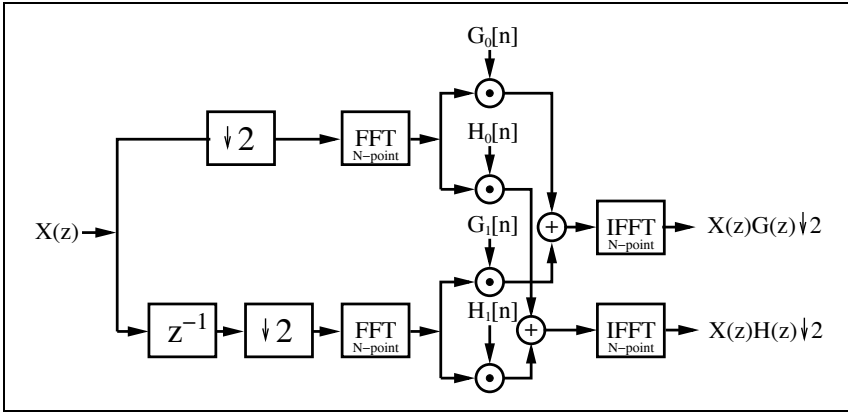 G₀[n]
↓2
FFT
N−point
H₀[n]
X(z)
G₁[n]
IFFT
N−point
X(z)G(z)↓2
z⁻¹
↓2
FFT
N−point
H₁[n]
IFFT
N−point
X(z)H(z)↓2